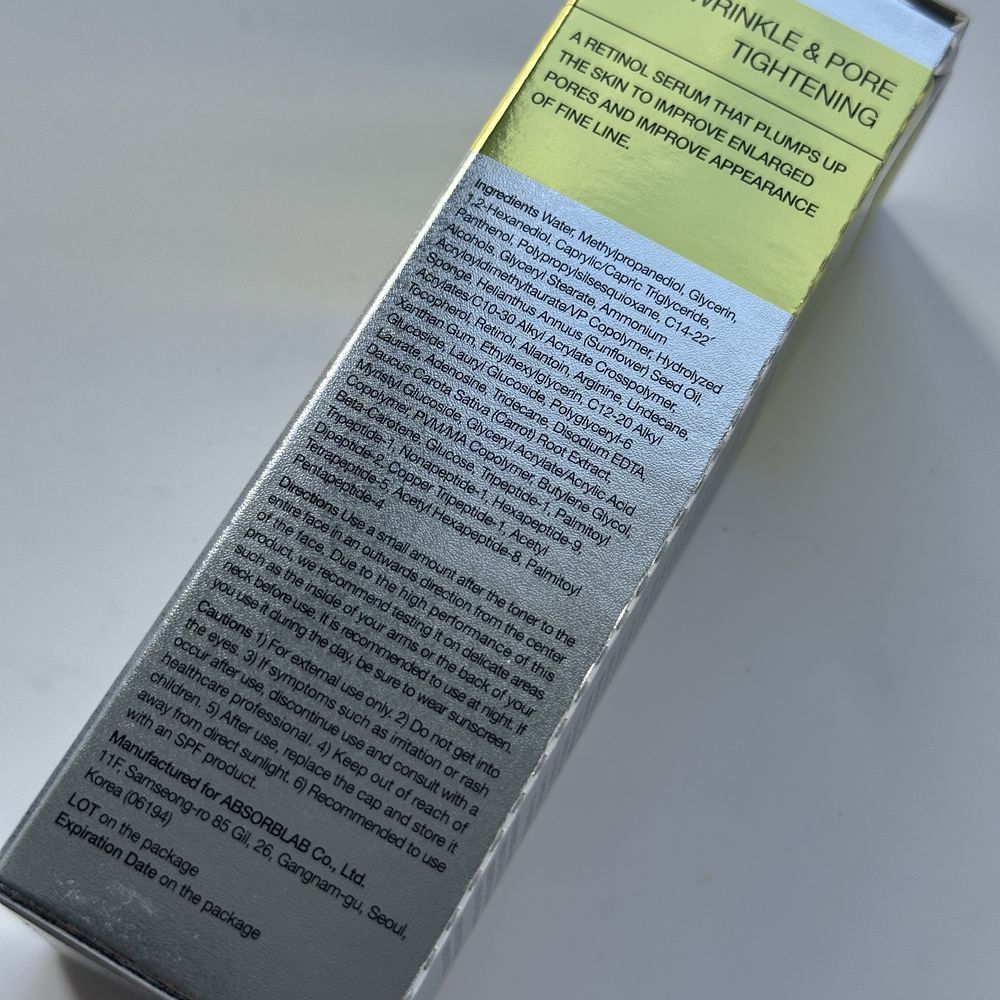 WRINKLE & PORE
TIGHTENING
A RETINOL SERUM THAT PLUMPS UP
THE SKIN TO IMPROVE ENLARGED
PORES AND IMPROVE APPEARANCE
OF FINE LINE.
Ingredients Water, Methylpropanediol, Glycerin,
1,2-Hexanediol, Caprylic/Capric Triglyceride,
Panthenol, Polypropylsilsesquioxane, C14-22
Alcohols, Glyceryl Stearate, Ammonium
Acryloyldimethyltaurate/VP Copolymer, Hydrolyzed
Sponge, Helianthus Annuus (Sunflower) Seed Oil,
Acrylates/C10-30 Alkyl Acrylate Crosspolymer,
Tocopherol, Retinol, Allantoin, Arginine, Undecane,
Xanthan Gum, Ethylhexylglycerin, C12-20 Alkyl
Glucoside, Lauryl Glucoside, Polyglyceryl-6
Laurate, Adenosine, Tridecane, Disodium EDTA,
Daucus Carota Sativa (Carrot) Root Extract,
Myristyl Glucoside, Glyceryl Acrylate/Acrylic Acid
Copolymer, PVM/MA Copolymer, Butylene Glycol,
Beta-Carotene, Glucose, Tripeptide-1, Palmitoyl
Tripeptide-1, Nonapeptide-1, Hexapeptide-9,
Dipeptide-2, Copper Tripeptide-1, Acetyl
Tetrapeptide-5, Acetyl Hexapeptide-8, Palmitoyl
Pentapeptide-4
Directions Use a small amount after the toner to the
entire face in an outwards direction from the center
of the face. Due to the high performance of this
product, we recommend testing it on delicate areas
such as the inside of your arms or the back of your
neck before use. It is recommended to use at night. If
you use it during the day, be sure to wear sunscreen.
Cautions 1) For external use only. 2) Do not get into
the eyes. 3) If symptoms such as irritation or rash
occur after use, discontinue use and consult with a
healthcare professional. 4) Keep out of reach of
children. 5) After use, replace the cap and store it
away from direct sunlight. 6) Recommended to use
with an SPF product.
Manufactured for ABSORBLAB Co., Ltd.
11F, Samseong-ro 85 Gil, 26, Gangnam-gu, Seoul,
Korea (06194)
LOT on the package
Expiration Date on the package